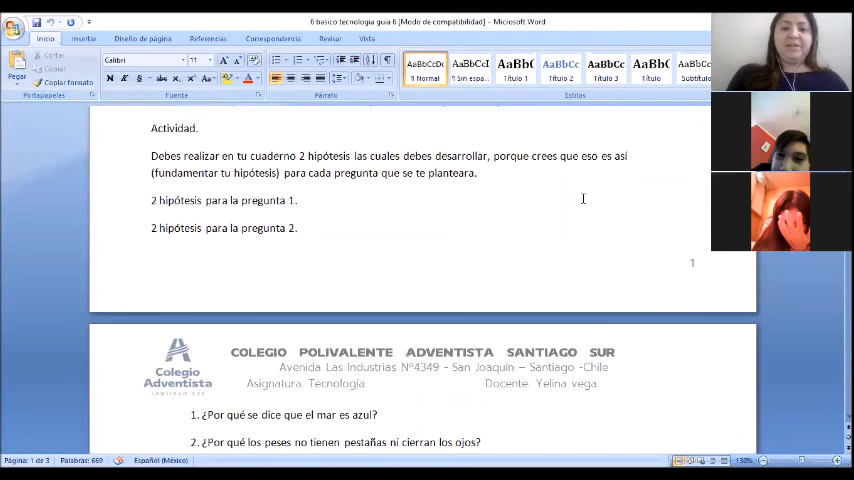 6 basico tecnologia guia 6 [Modo de compatibilidad] - Microsoft Word
Inicio Insertar Diseño de página Referencias Correspondencia Revisar Vista
Pegar
Cortar
Copiar
Copiar formato
Portapapeles
Calibri 11
Fuente
Párrafo
AaBbCcDc AaBbCcI AaBb( AaBbCc AaBbCc AaBb( AaBbCc
¶ Normal ¶ Sin espa... Título 1 Título 2 Título 3 Título Subtítulo
Estilos
Actividad.
Debes realizar en tu cuaderno 2 hipótesis las cuales debes desarrollar, porque crees que eso es así
(fundamentar tu hipótesis) para cada pregunta que se te planteara.
2 hipótesis para la pregunta 1.
2 hipótesis para la pregunta 2.
1
Colegio
Adventista
SANTIAGO SUR
COLEGIO POLIVALENTE ADVENTISTA SANTIAGO SUR
Avenida Las Industrias N°4349 - San Joaquín - Santiago -Chile
Asignatura: Tecnología Docente: Yelina vega
1. ¿Por qué se dice que el mar es azul?
2. ¿Por qué los peses no tienen pestañas ni cierran los ojos?
Página: 1 de 3 Palabras: 669 Español (México) 130%